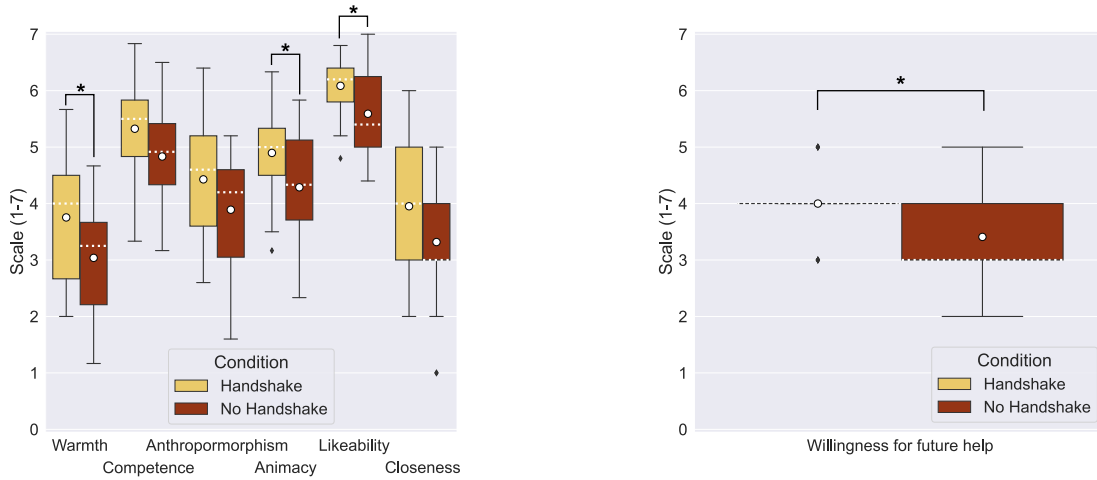 7
6
5
4
3
2
1
0
Scale (1-7)
*
*
*
Condition
Handshake
No Handshake
Warmth
Anthropormorphism
Likeability
Competence
Animacy
Closeness
7
6
5
4
3
2
1
0
Scale (1-7)
*
Condition
Handshake
No Handshake
Willingness for future help